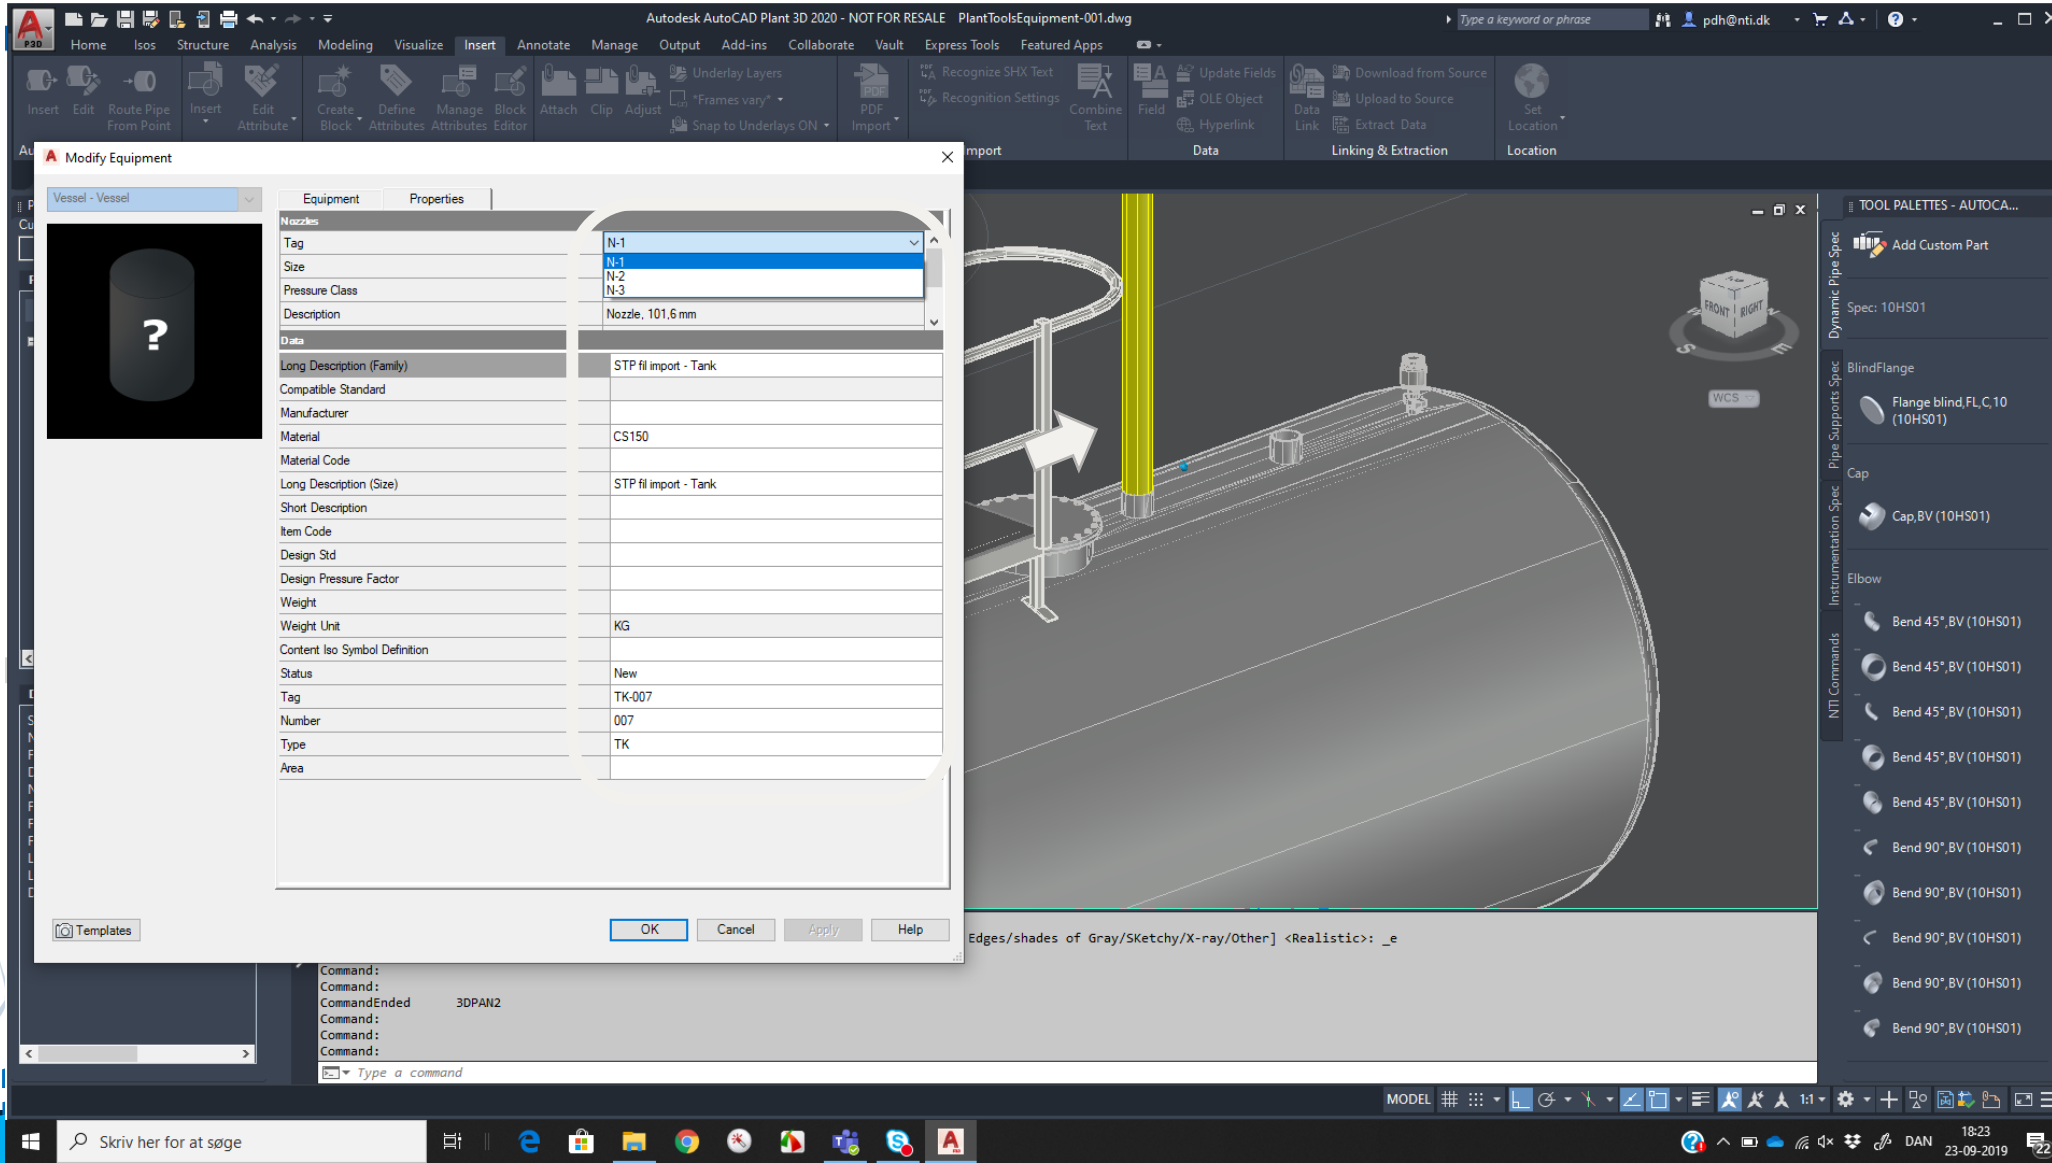 Autodesk AutoCAD Plant 3D 2020 - NOT FOR RESALE PlantToolsEquipment-001.dwg
Type a keyword or phrase
pdh@nti.dk
P3D
Home Isos Structure Analysis Modeling Visualize Insert Annotate Manage Output Add-ins Collaborate Vault Express Tools Featured Apps
Insert Edit Route Pipe From Point
Insert
Edit Attribute
Create Block
Define Attributes
Manage Attributes
Block Editor
Attach Clip Adjust
Underlay Layers
*Frames vary*
Snap to Underlays ON
PDF Import
Recognize SHX Text
Recognition Settings
Combine Text
Field
Update Fields
OLE Object
Hyperlink
Data Link
Download from Source
Upload to Source
Extract Data
Set Location
mport
Data
Linking & Extraction
Location
Modify Equipment
Vessel - Vessel
?
Equipment Properties
Nozzles
Tag N-1
N-1
N-2
N-3
Size
Pressure Class
Description Nozzle, 101,6 mm
Data
Long Description (Family) STP fil import - Tank
Compatible Standard
Manufacturer
Material CS150
Material Code
Long Description (Size) STP fil import - Tank
Short Description
Item Code
Design Std
Design Pressure Factor
Weight
Weight Unit KG
Content Iso Symbol Definition
Status New
Tag TK-007
Number 007
Type TK
Area
Templates
OK Cancel Apply Help
FRONT RIGHT
S E
WCS
TOOL PALETTES - AUTOCA...
Dynamic Pipe Spec
Pipe Supports Spec
Instrumentation Spec
NTI Commands
Add Custom Part
Spec: 10HS01
BlindFlange
Flange blind,FL,C,10
(10HS01)
Cap
Cap,BV (10HS01)
Elbow
Bend 45°,BV (10HS01)
Bend 45°,BV (10HS01)
Bend 45°,BV (10HS01)
Bend 45°,BV (10HS01)
Bend 45°,BV (10HS01)
Bend 90°,BV (10HS01)
Bend 90°,BV (10HS01)
Bend 90°,BV (10HS01)
Bend 90°,BV (10HS01)
Bend 90°,BV (10HS01)
Edges/shades of Gray/SKetchy/X-ray/Other] <Realistic>: _e
Command:
Command:
CommandEnded 3DPAN2
Command:
Command:
Command:
Type a command
MODEL
1:1
Skriv her for at søge
DAN
18:23
23-09-2019
22